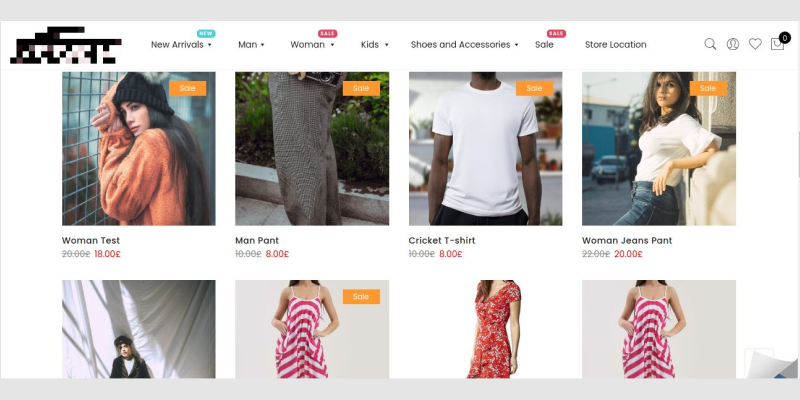 NEW
SALE
SALE
New Arrivals
Man
Woman
Kids
Shoes and Accessories
Sale
Store Location
0
Sale
Sale
Sale
Sale
Woman Test
20.00£ 18.00£
Man Pant
10.00£ 8.00£
Cricket T-shirt
10.00£ 8.00£
Woman Jeans Pant
22.00£ 20.00£
Sale